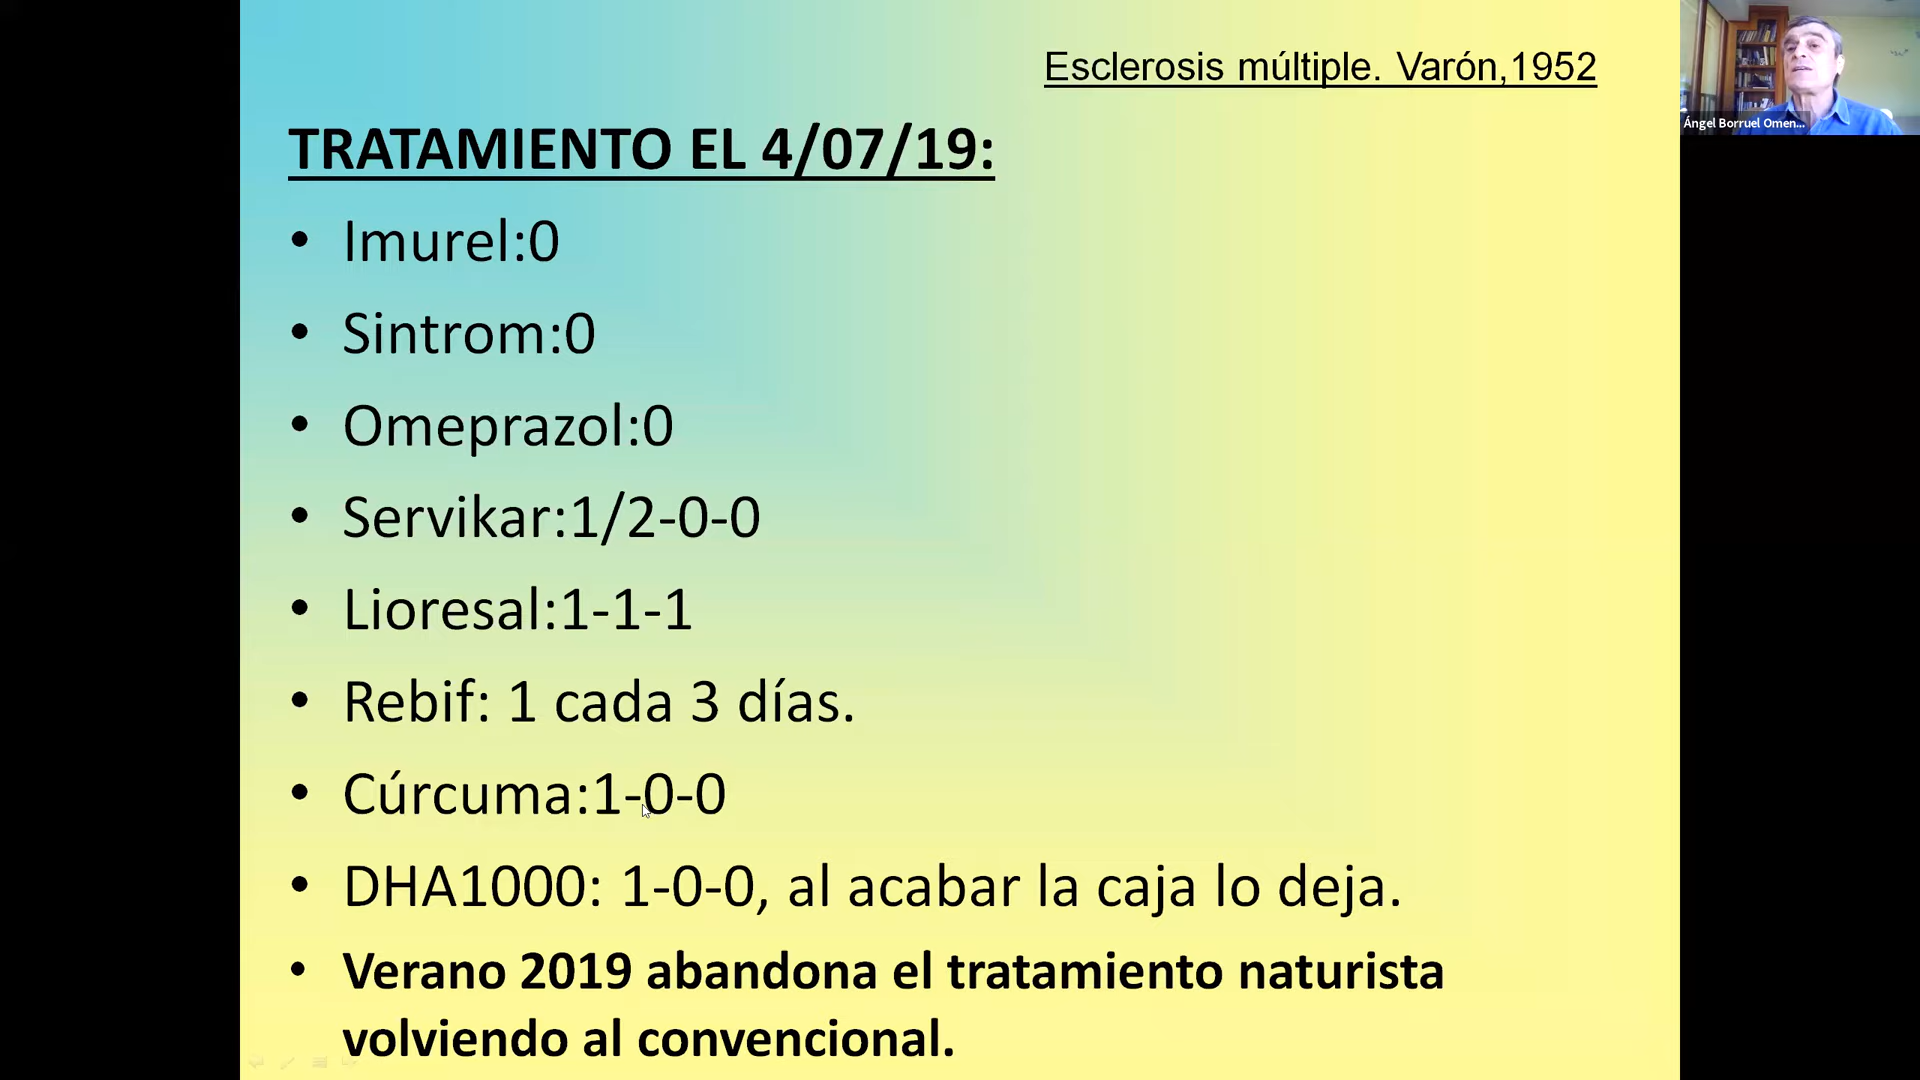 Esclerosis múltiple. Varón,1952
Ángel Borruel Omen...
TRATAMIENTO EL 4/07/19:
• Imurel:0
• Sintrom:0
• Omeprazol:0
• Servikar:1/2-0-0
• Lioresal:1-1-1
• Rebif: 1 cada 3 días.
• Cúrcuma:1-0-0
• DHA1000: 1-0-0, al acabar la caja lo deja.
• Verano 2019 abandona el tratamiento naturista
volviendo al convencional.